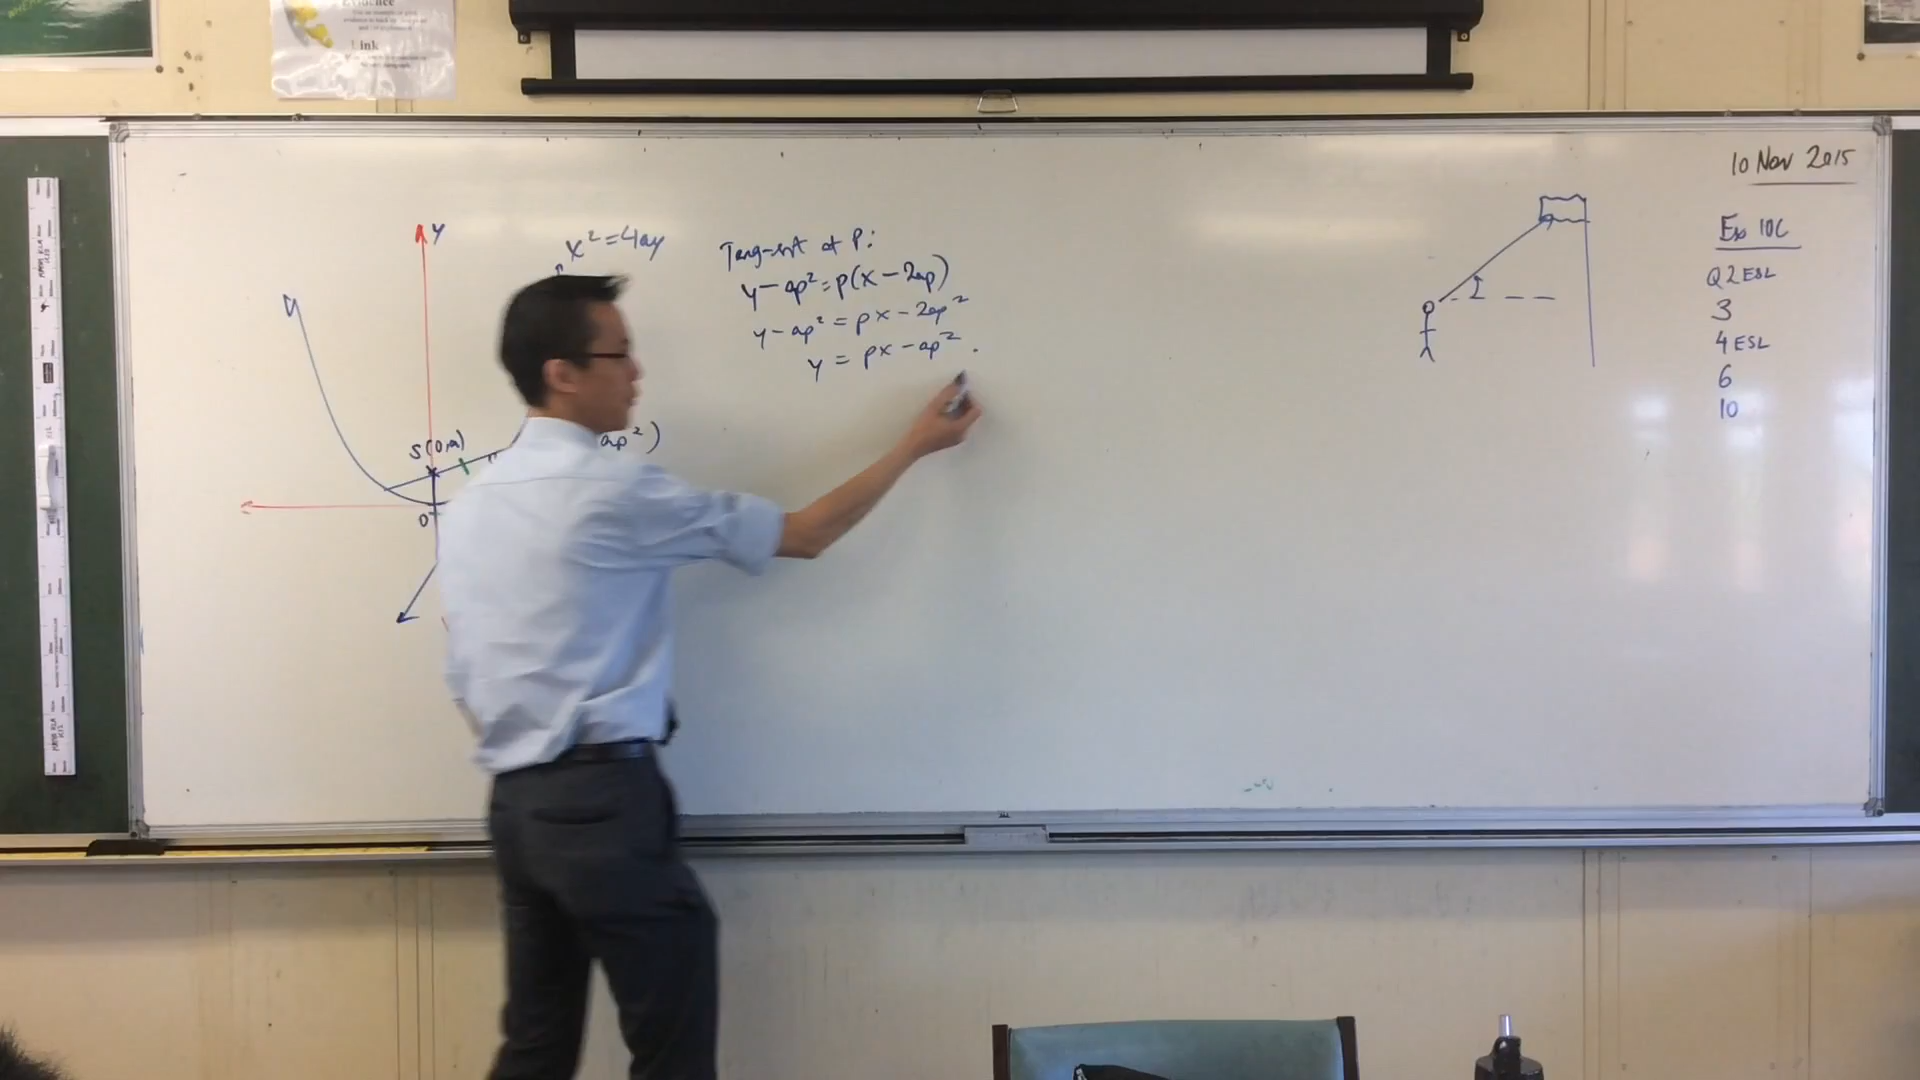 Evidence
Link
10 Nov 2015
y
x² = 4ay
Tangent at P:
y - ap² = p(x - 2ap)
y - ap² = px - 2ap²
y = px - ap².
S(0,a)
ap²)
O
Ex 10C
Q2 ESL
3
4 ESL
6
10